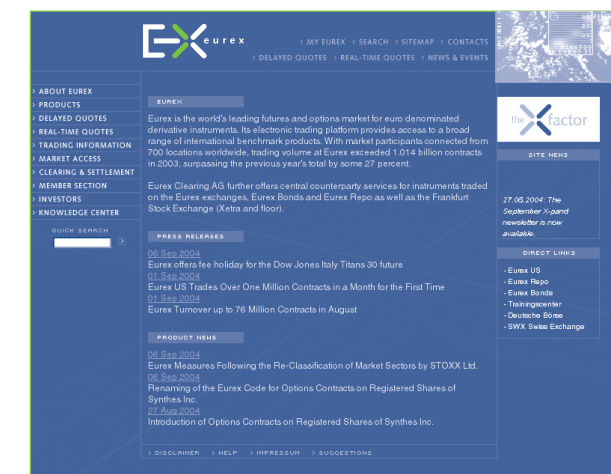 eurex
> MY EUREX > SEARCH > SITEMAP > CONTACTS
> DELAYED QUOTES > REAL-TIME QUOTES > NEWS & EVENTS
> ABOUT EUREX
> PRODUCTS
> DELAYED QUOTES
> REAL-TIME QUOTES
> TRADING INFORMATION
> MARKET ACCESS
> CLEARING & SETTLEMENT
> MEMBER SECTION
> INVESTORS
> KNOWLEDGE CENTER
QUICK SEARCH
EUREX
Eurex is the world's leading futures and options market for euro denominated
derivative instruments. Its electronic trading platform provides access to a broad
range of international benchmark products. With market participants connected from
700 locations worldwide, trading volume at Eurex exceeded 1.014 billion contracts
in 2003, surpassing the previous year's total by some 27 percent.
Eurex Clearing AG further offers central counterparty services for instruments traded
on the Eurex exchanges, Eurex Bonds and Eurex Repo as well as the Frankfurt
Stock Exchange (Xetra and floor).
PRESS RELEASES
06 Sep 2004
Eurex offers fee holiday for the Dow Jones Italy Titans 30 future
01 Sep 2004
Eurex US Trades Over One Million Contracts in a Month for the First Time
01 Sep 2004
Eurex Turnover up to 76 Million Contracts in August
PRODUCT NEWS
06 Sep 2004
Eurex Measures Following the Re-Classification of Market Sectors by STOXX Ltd.
06 Sep 2004
Renaming of the Eurex Code for Options Contracts on Registered Shares of
Synthes Inc.
27 Aug 2004
Introduction of Options Contracts on Registered Shares of Synthes Inc.
> DISCLAIMER > HELP > IMPRESSUM > SUGGESTIONS
the X factor
SITE NEWS
27.08.2004: The
September X-pand
newsletter is now
available.
DIRECT LINKS
- Eurex US
- Eurex Repo
- Eurex Bonds
- Trainingscenter
- Deutsche Börse
- SWX Swiss Exchange